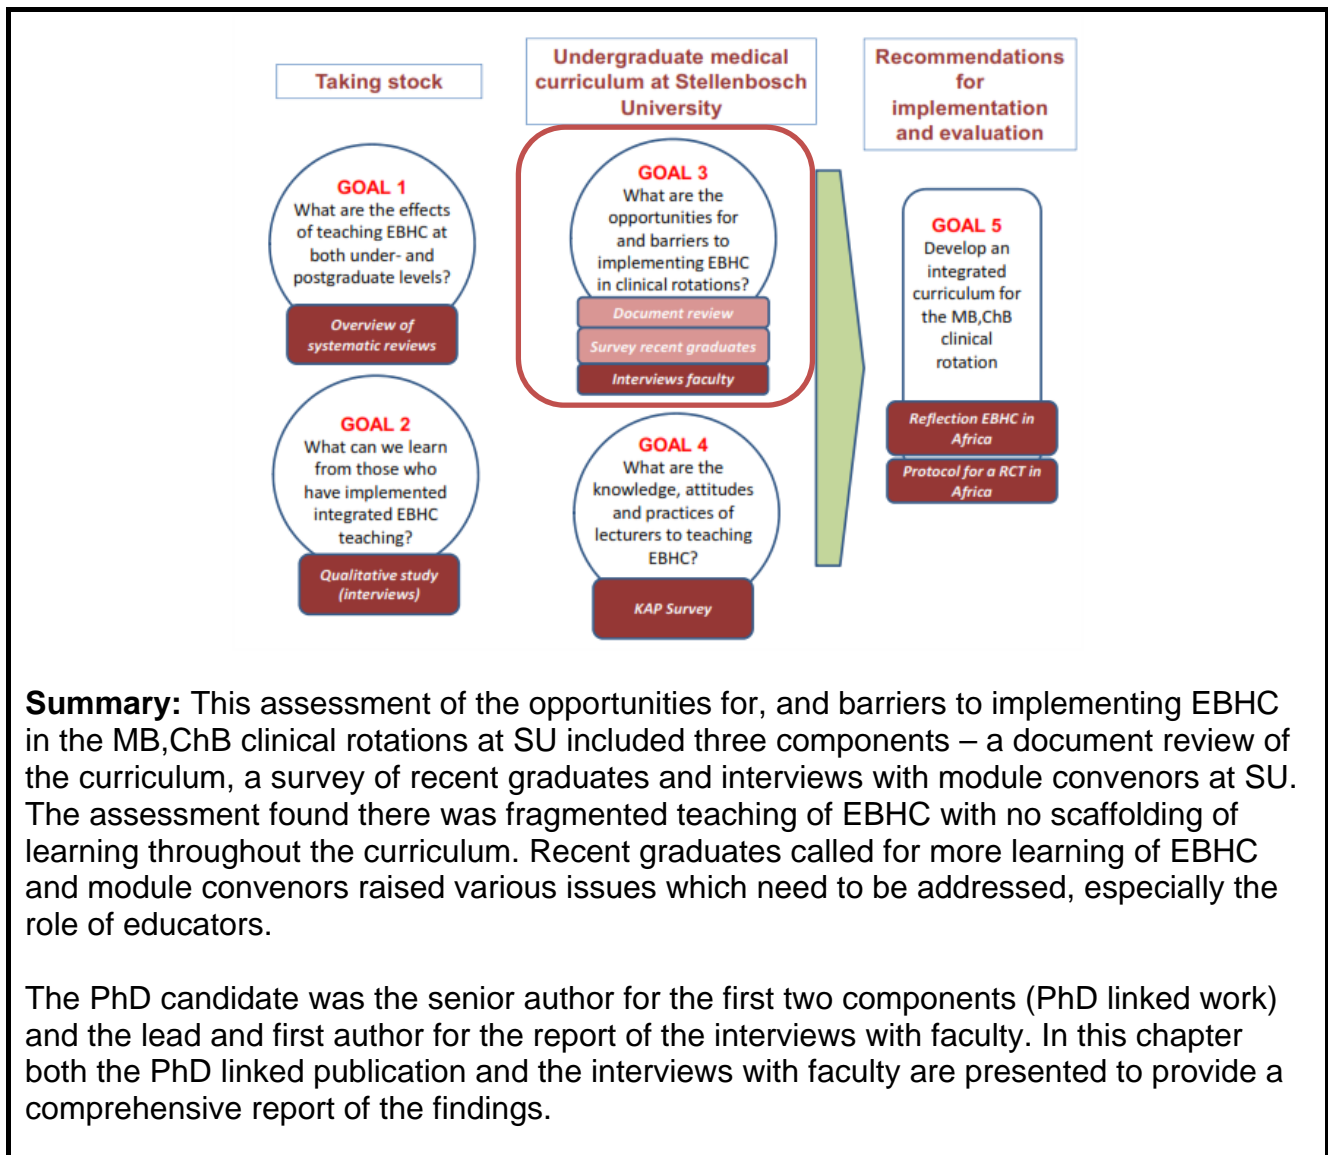 Taking stock
GOAL 1
What are the effects
of teaching EBHC at
both under- and
postgraduate levels?
Overview of
systematic reviews
GOAL 2
What can we learn
from those who
have implemented
integrated EBHC
teaching?
Qualitative study
(interviews)
Undergraduate medical
curriculum at Stellenbosch
University
GOAL 3
What are the
opportunities for
and barriers to
implementing EBHC
in clinical rotations?
Document review
Survey recent graduates
Interviews faculty
GOAL 4
What are the
knowledge, attitudes
and practices of
lecturers to teaching
EBHC?
KAP Survey
Recommendations
for
implementation
and evaluation
GOAL 5
Develop an
integrated
curriculum for
the MB,ChB
clinical
rotation
Reflection EBHC in
Africa
Protocol for a RCT in
Africa
Summary: This assessment of the opportunities for, and barriers to implementing EBHC
in the MB,ChB clinical rotations at SU included three components – a document review of
the curriculum, a survey of recent graduates and interviews with module convenors at SU.
The assessment found there was fragmented teaching of EBHC with no scaffolding of
learning throughout the curriculum. Recent graduates called for more learning of EBHC
and module convenors raised various issues which need to be addressed, especially the
role of educators.
The PhD candidate was the senior author for the first two components (PhD linked work)
and the lead and first author for the report of the interviews with faculty. In this chapter
both the PhD linked publication and the interviews with faculty are presented to provide a
comprehensive report of the findings.